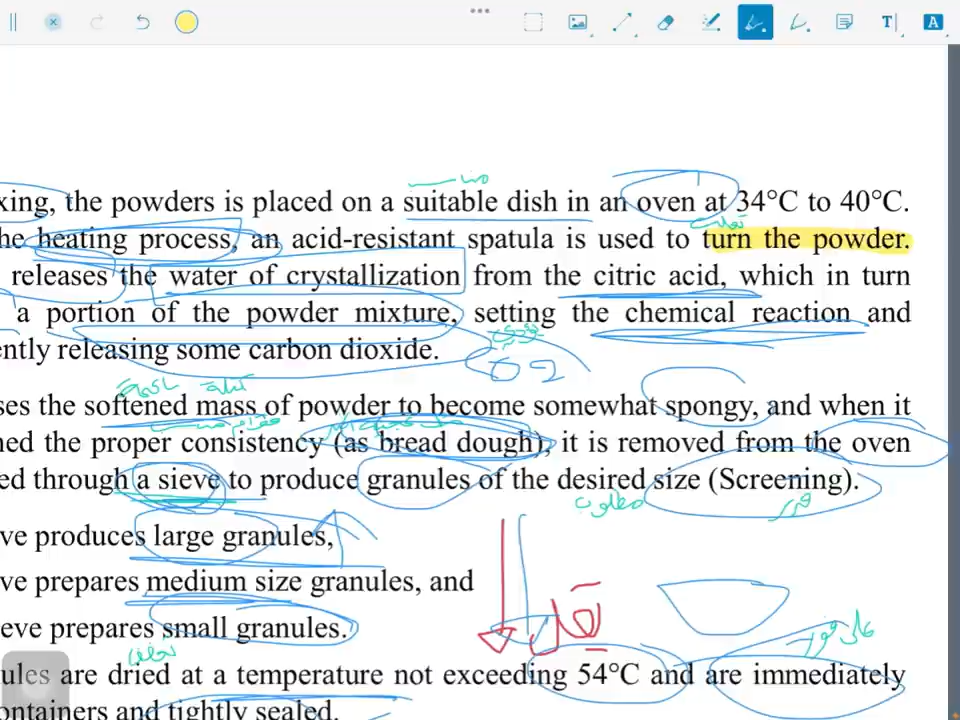 xing, the powders is placed on a suitable dish in an oven at 34°C to 40°C.
he heating process, an acid-resistant spatula is used to turn the powder.
releases the water of crystallization from the citric acid, which in turn
a portion of the powder mixture, setting the chemical reaction and
ently releasing some carbon dioxide.
ses the softened mass of powder to become somewhat spongy, and when it
ned the proper consistency (as bread dough), it is removed from the oven
ed through a sieve to produce granules of the desired size (Screening).
مطلوب
ve produces large granules,
ve prepares medium size granules, and
eve prepares small granules.
ules are dried at a temperature not exceeding 54°C and are immediately
ontainers and tightly sealed.